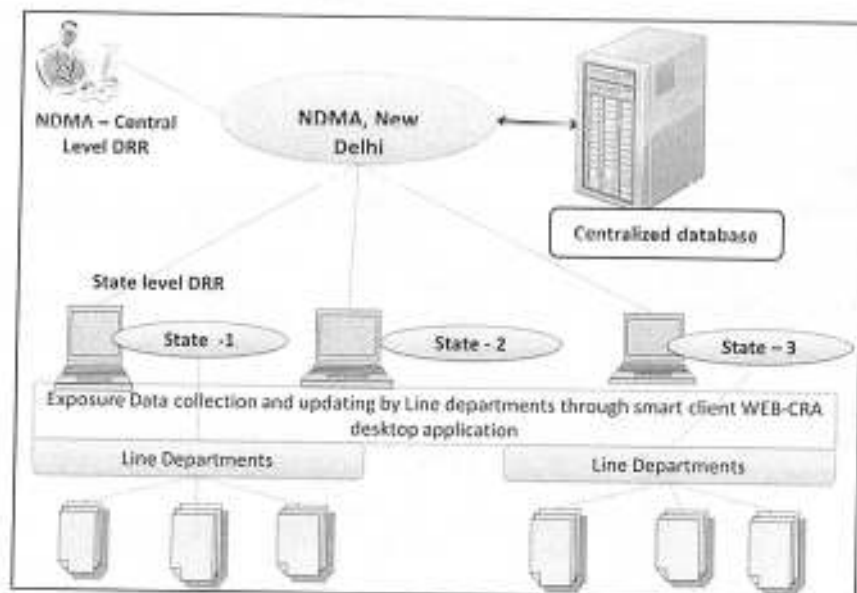 NDMA – Central
Level DRR
NDMA, New
Delhi
Centralized database
State level DRR
State -1
State - 2
State – 3
Exposure Data collection and updating by Line departments through smart client WEB-CRA
desktop application
Line Departments
Line Departments